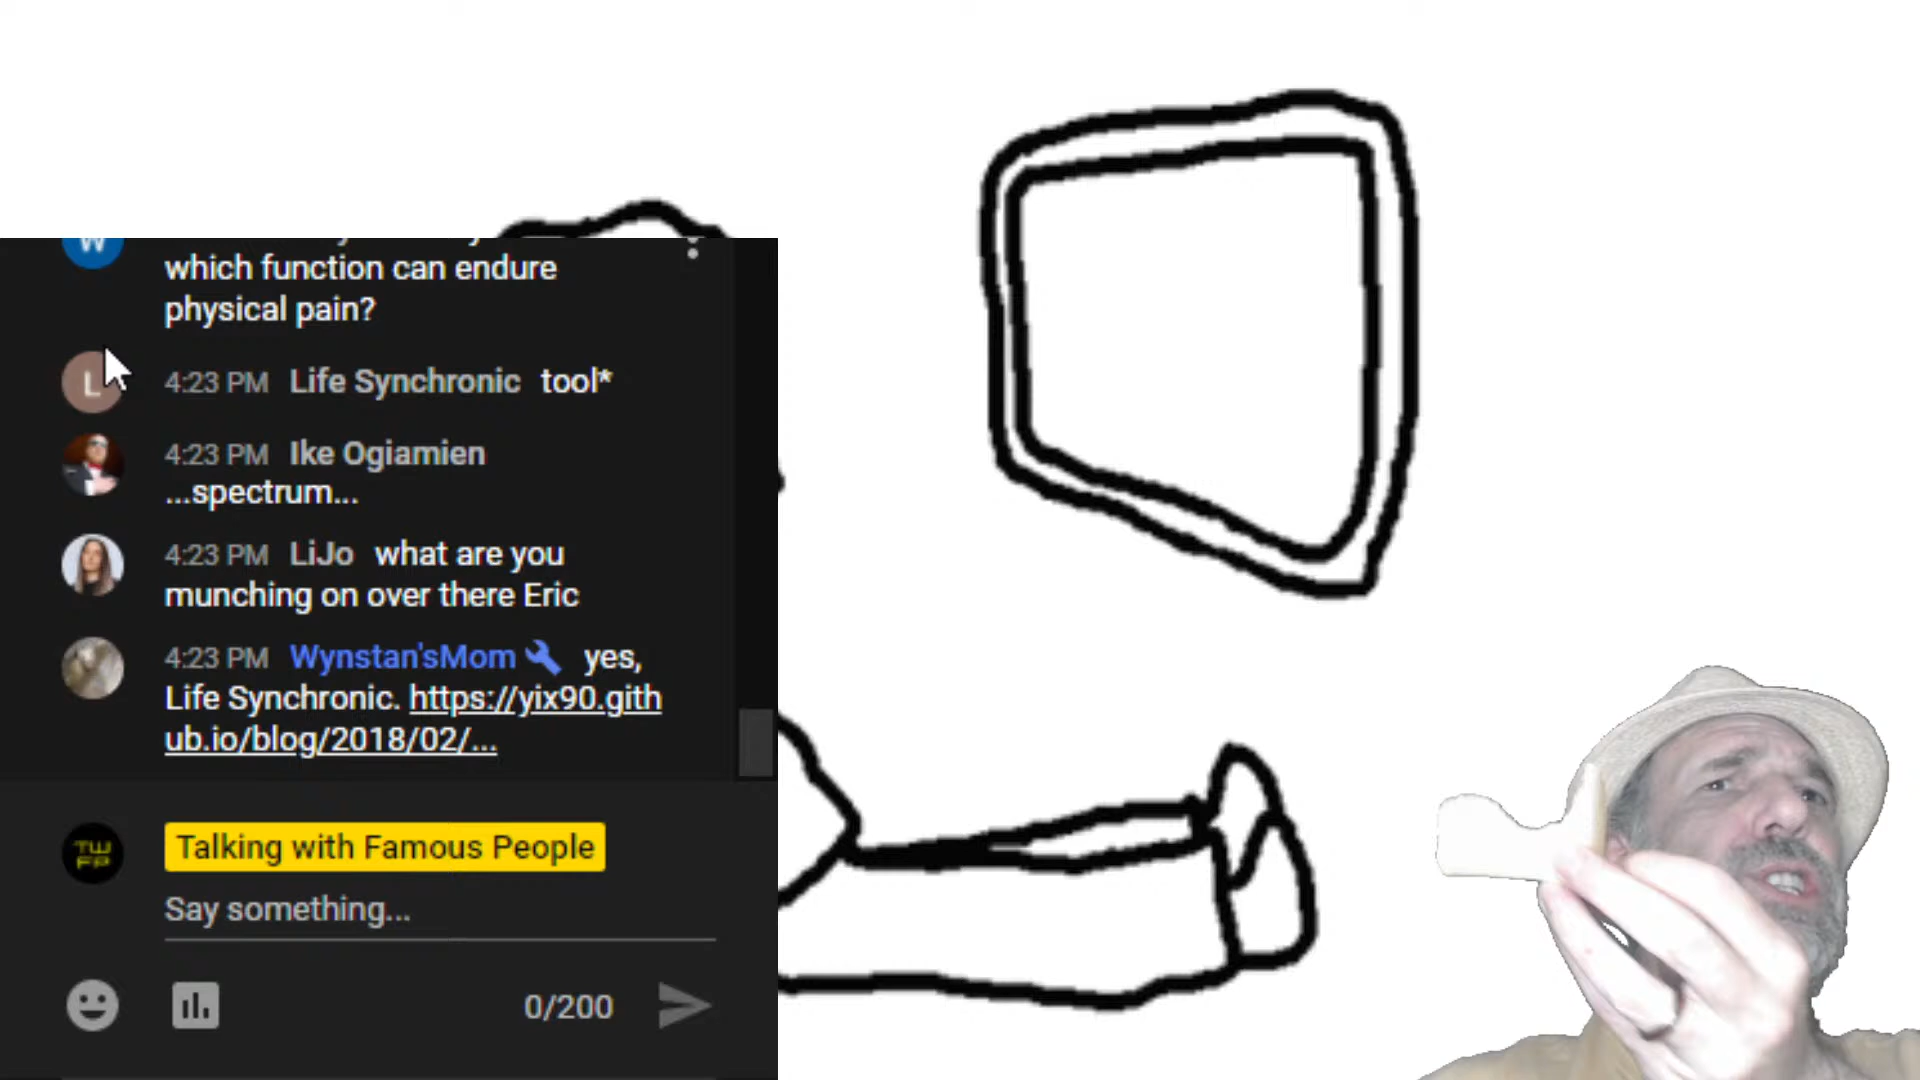 W
which function can endure
physical pain?
L
4:23 PM Life Synchronic tool*
4:23 PM Ike Ogiamien
...spectrum...
4:23 PM LiJo what are you
munching on over there Eric
4:23 PM Wynstan'sMom yes,
Life Synchronic. https://yix90.gith
ub.io/blog/2018/02/...
TW
FP
Talking with Famous People
Say something...
0/200